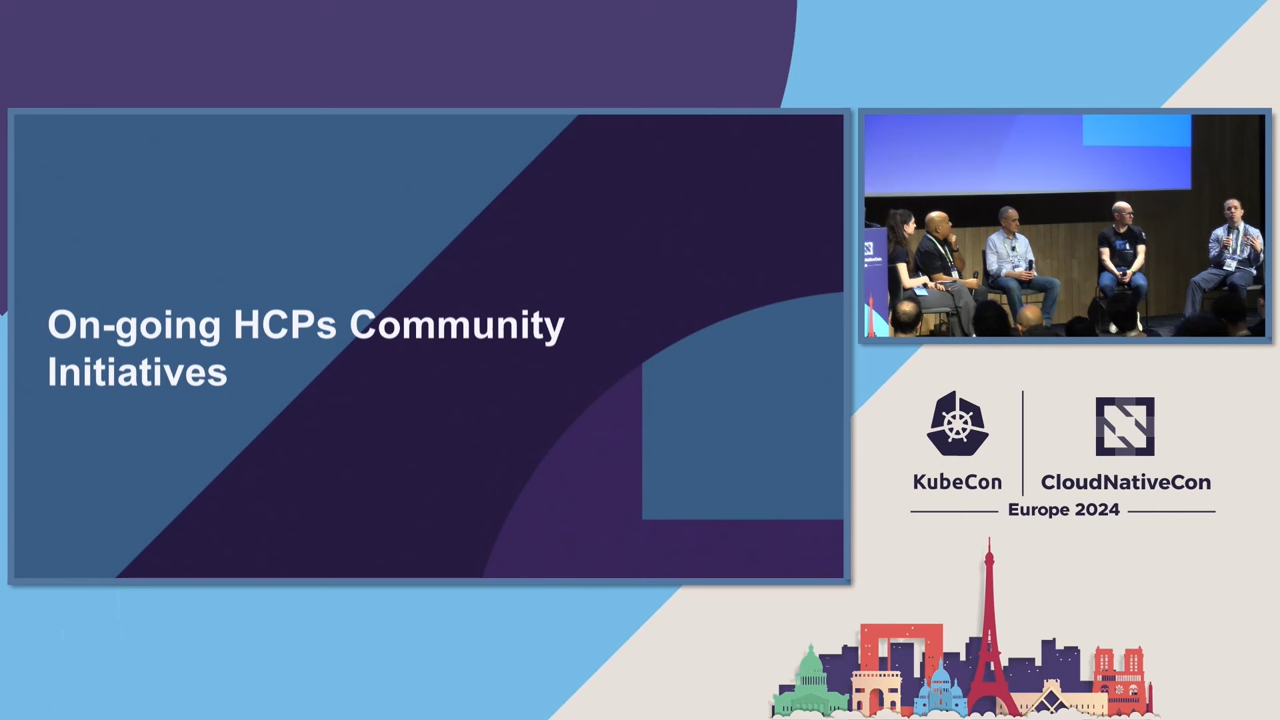 On-going HCPs Community
Initiatives
KubeCon
CloudNativeCon
Europe 2024